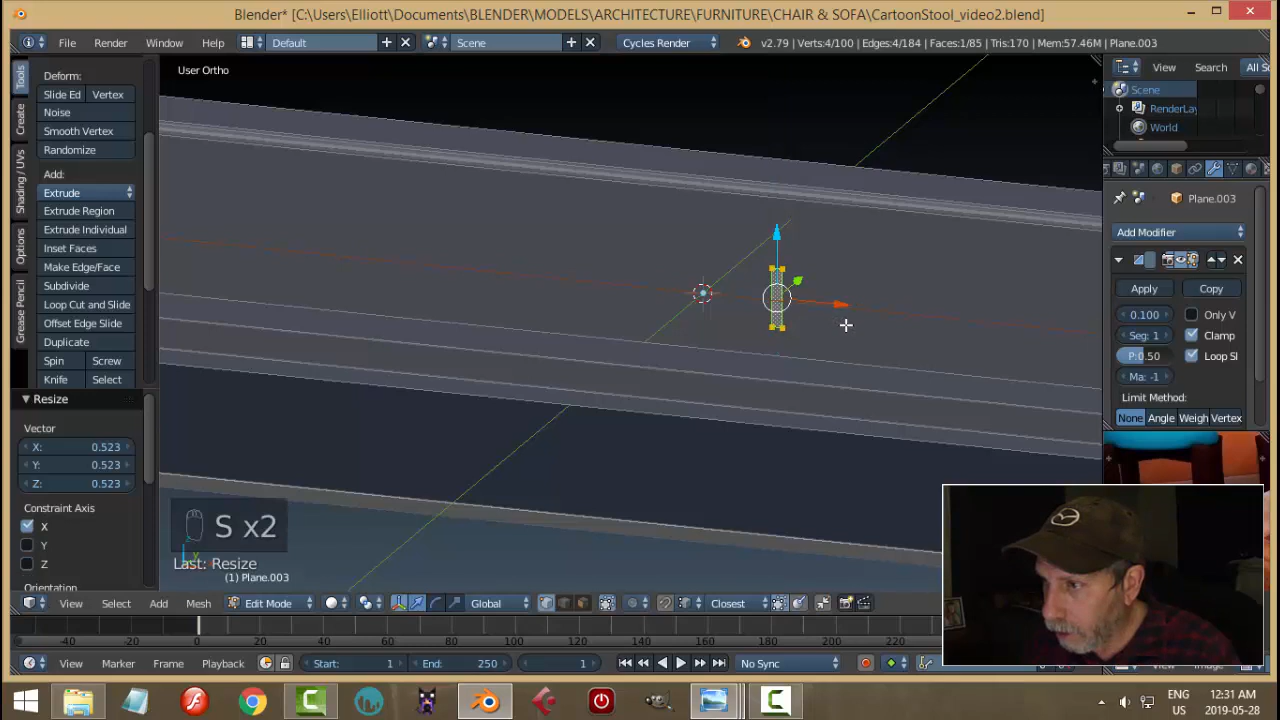 Blender* [C:\Users\Elliott\Documents\BLENDER\MODELS\ARCHITECTURE\FURNITURE\CHAIR & SOFA\CartoonStool_video2.blend]
File Render Window Help Default Scene Cycles Render v2.79 | Verts:4/100 | Edges:4/184 | Faces:1/85 | Tris:170 | Mem:57.46M | Plane.003
Tools
Create
Shading / UVs
Options
Grease Pencil
Deform:
Slide Ed Vertex
Noise
Smooth Vertex
Randomize
Add:
Extrude
Extrude Region
Extrude Individual
Inset Faces
Make Edge/Face
Subdivide
Loop Cut and Slide
Offset Edge Slide
Duplicate
Spin Screw
Knife Select
Resize
Vector
X: 0.523
Y: 0.523
Z: 0.523
Constraint Axis
X
Y
Z
Orientation
User Ortho
S x2
Last: Resize
(1) Plane.003
View Search All S
Scene
RenderLay
World
Plane.003
Add Modifier
Apply Copy
0.100 Only V
Seg: 1 Clamp
P:0.50 Loop Sl
Ma: -1
Limit Method:
None Angle Weigh Vertex
View Select Add Mesh Edit Mode Global Closest
-40 -20 0 20 40 60 80 100 120 140 160 180 200 220
View Marker Frame Playback Start: 1 End: 250 1 No Sync
ENG
US
12:31 AM
2019-05-28